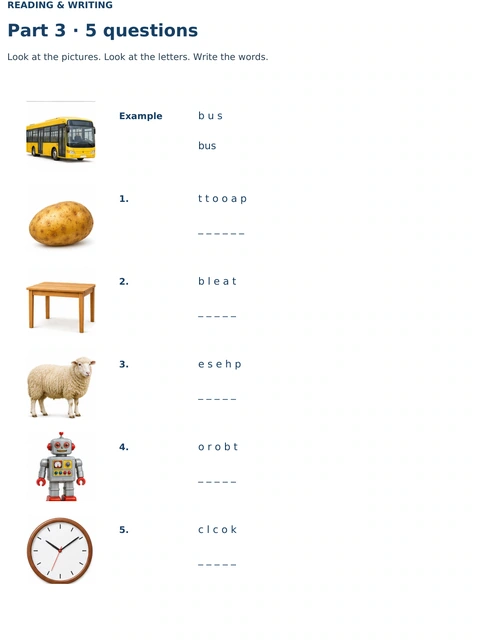 READING & WRITING
Part 3 · 5 questions
Look at the pictures. Look at the letters. Write the words.
Example b u s
bus
1. t t o o a p
_ _ _ _ _ _
2. b l e a t
_ _ _ _ _
3. e s e h p
_ _ _ _ _
4. o r o b t
_ _ _ _ _
5. c l c o k
_ _ _ _ _